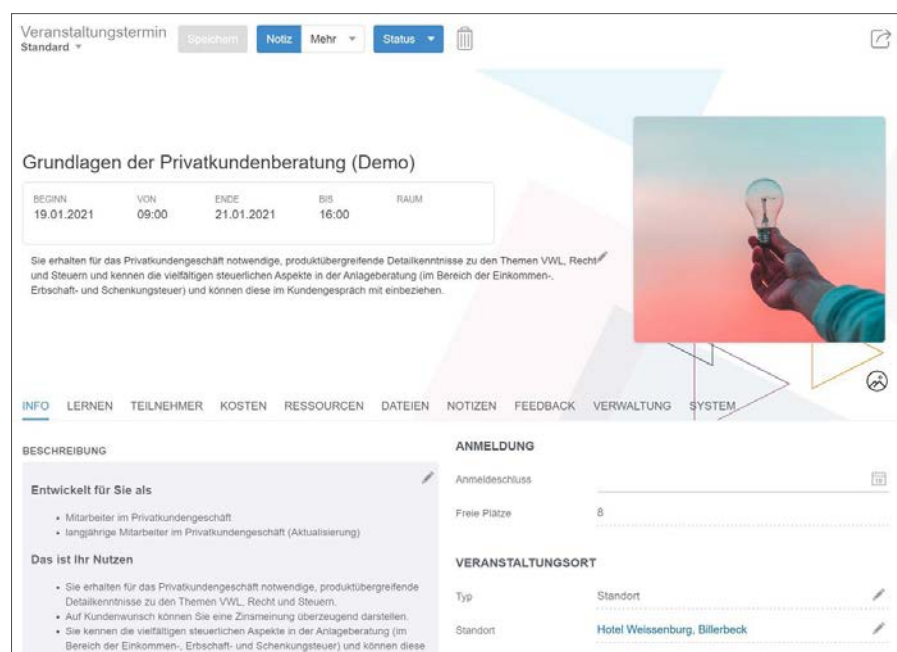 Veranstaltungstermin
Standard
Speichern
Notiz
Mehr
Status
Grundlagen der Privatkundenberatung (Demo)
BEGINN VON ENDE BIS RAUM
19.01.2021 09:00 21.01.2021 16:00
Sie erhalten für das Privatkundengeschäft notwendige, produktübergreifende Detailkenntnisse zu den Themen VWL, Recht
und Steuern und kennen die vielfältigen steuerlichen Aspekte in der Anlageberatung (im Bereich der Einkommen-,
Erbschaft- und Schenkungsteuer) und können diese im Kundengespräch mit einbeziehen.
INFO LERNEN TEILNEHMER KOSTEN RESSOURCEN DATEIEN NOTIZEN FEEDBACK VERWALTUNG SYSTEM
BESCHREIBUNG
Entwickelt für Sie als
• Mitarbeiter im Privatkundengeschäft
• langjährige Mitarbeiter im Privatkundengeschäft (Aktualisierung)
Das ist Ihr Nutzen
• Sie erhalten für das Privatkundengeschäft notwendige, produktübergreifende
Detailkenntnisse zu den Themen VWL, Recht und Steuern.
• Auf Kundenwunsch können Sie eine Zinsmeinung überzeugend darstellen.
• Sie kennen die vielfältigen steuerlichen Aspekte in der Anlageberatung (im
Bereich der Einkommen-, Erbschaft- und Schenkungsteuer) und können diese
ANMELDUNG
Anmeldeschluss
Freie Plätze 8
VERANSTALTUNGSORT
Typ Standort
Standort Hotel Weissenburg, Billerbeck